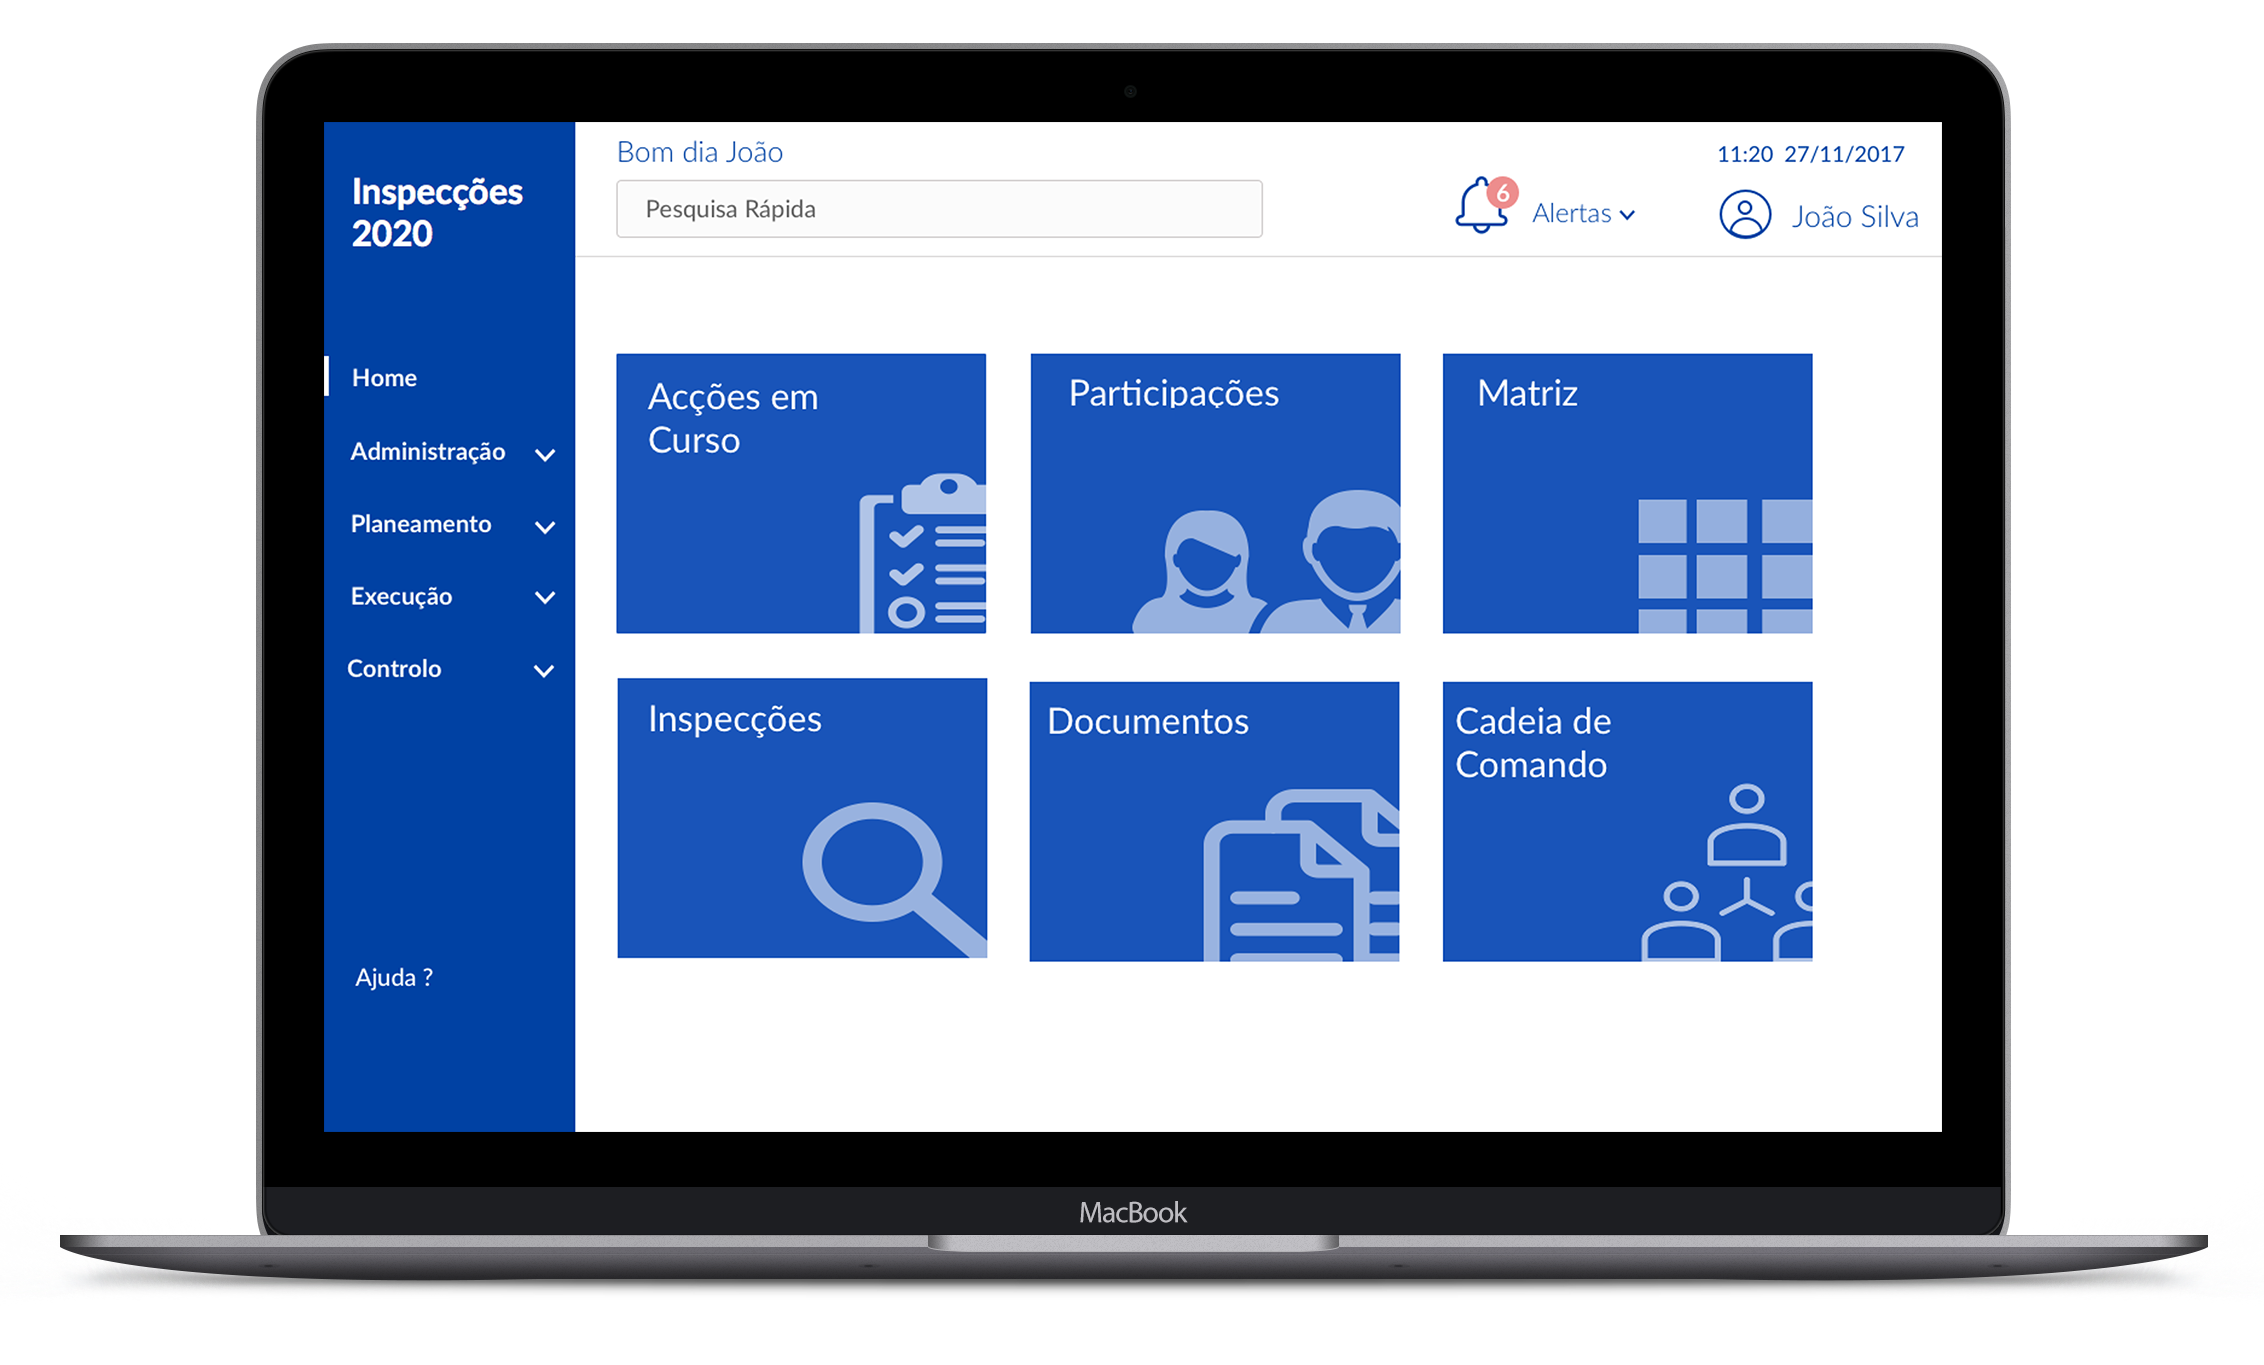 Bom dia João
11:20 27/11/2017
Inspecções
2020
Pesquisa Rápida
6
Alertas
João Silva
Home
Administração
Planeamento
Execução
Controlo
Ajuda ?
Acções em
Curso
Participações
Matriz
Inspecções
Documentos
Cadeia de
Comando
MacBook